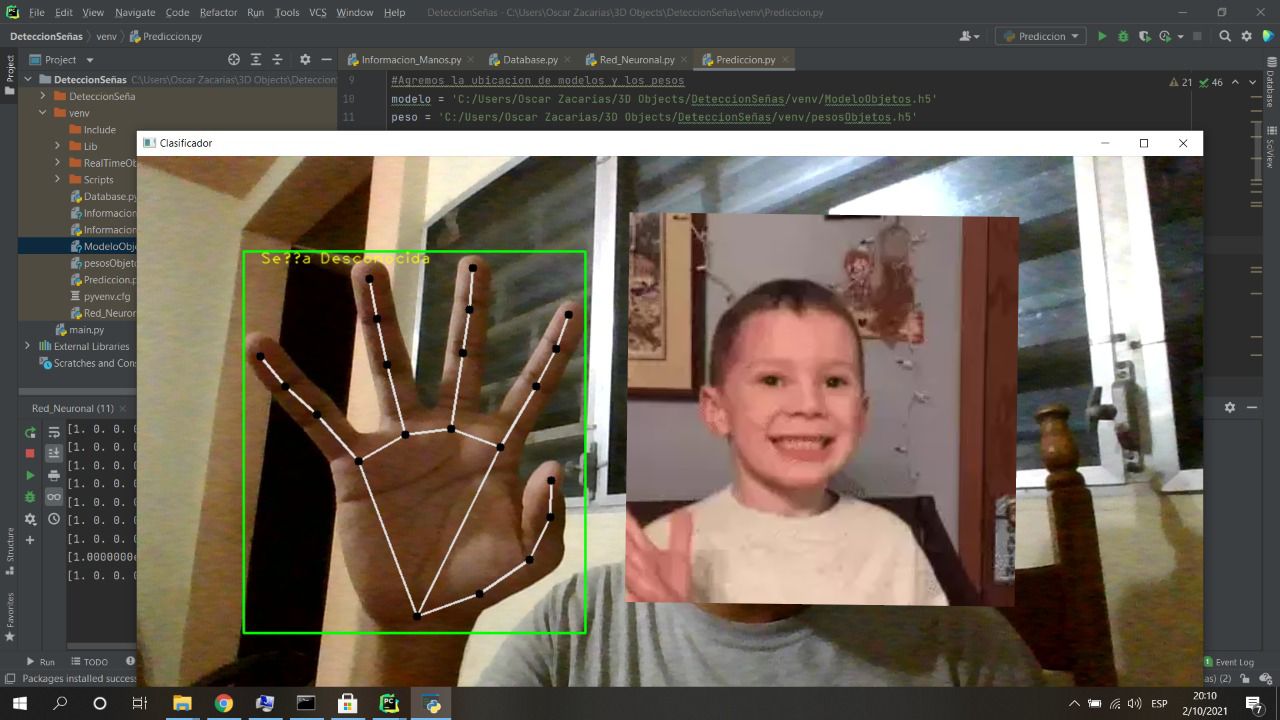 File Edit View Navigate Code Refactor Run Tools VCS Window Help DeteccionSeñas - C:\Users\Oscar Zacarias\3D Objects\DeteccionSeñas\venv\Prediccion.py
DeteccionSeñas venv Prediccion.py Prediccion
Project Informacion_Manos.py Database.py Red_Neuronal.py Prediccion.py
DeteccionSeñas C:\Users\Oscar Zacarias\3D Objects\Deteccion
DeteccionSeña
venv
Include
Lib
RealTimeOb
Scripts
Database.py
Informacion
Informacion
ModeloObje
pesosObjeto
Prediccion.p
pyvenv.cfg
Red_Neuron
main.py
External Libraries
Scratches and Cons
9 #Agremos la ubicacion de modelos y los pesos
10 modelo = 'C:/Users/Oscar Zacarias/3D Objects/DeteccionSeñas/venv/ModeloObjetos.h5'
11 peso = 'C:/Users/Oscar Zacarias/3D Objects/DeteccionSeñas/venv/pesosObjetos.h5'
21 46
Project
Structure
Favorites
Database
SciView
Clasificador
Se??a Desconocida
Red_Neuronal (11)
[1. 0. 0. 0
[1. 0. 0. 0
[1. 0. 0. 0
[1. 0. 0. 0
[1. 0. 0. 0
[1. 0. 0. 0
[1. 0. 0. 0
[1.0000000e
[1. 0. 0. 0
Run TODO 1 Event Log
Packages installed success
ESP 20:10
2/10/2021 7